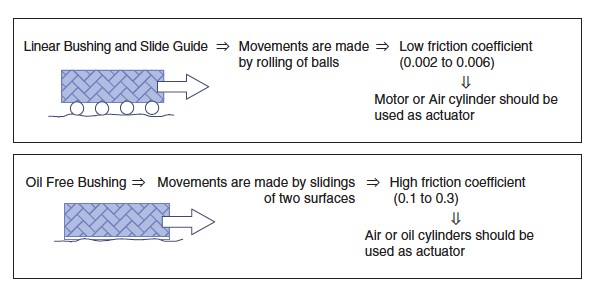 Linear Bushing and Slide Guide ⇒ Movements are made ⇒ Low friction coefficient
by rolling of balls
(0.002 to 0.006)
⇓
Motor or Air cylinder should be
used as actuator
Oil Free Bushing ⇒ Movements are made by slidings ⇒ High friction coefficient
of two surfaces
(0.1 to 0.3)
⇓
Air or oil cylinders should be
used as actuator